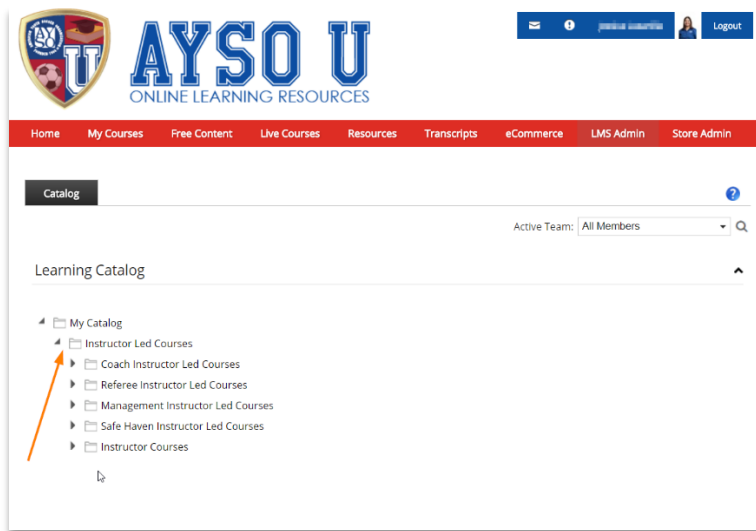 AYSO
U
AYSO U
ONLINE LEARNING RESOURCES
Logout
Home My Courses Free Content Live Courses Resources Transcripts eCommerce LMS Admin Store Admin
Catalog
Active Team: All Members
Learning Catalog
My Catalog
Instructor Led Courses
Coach Instructor Led Courses
Referee Instructor Led Courses
Management Instructor Led Courses
Safe Haven Instructor Led Courses
Instructor Courses